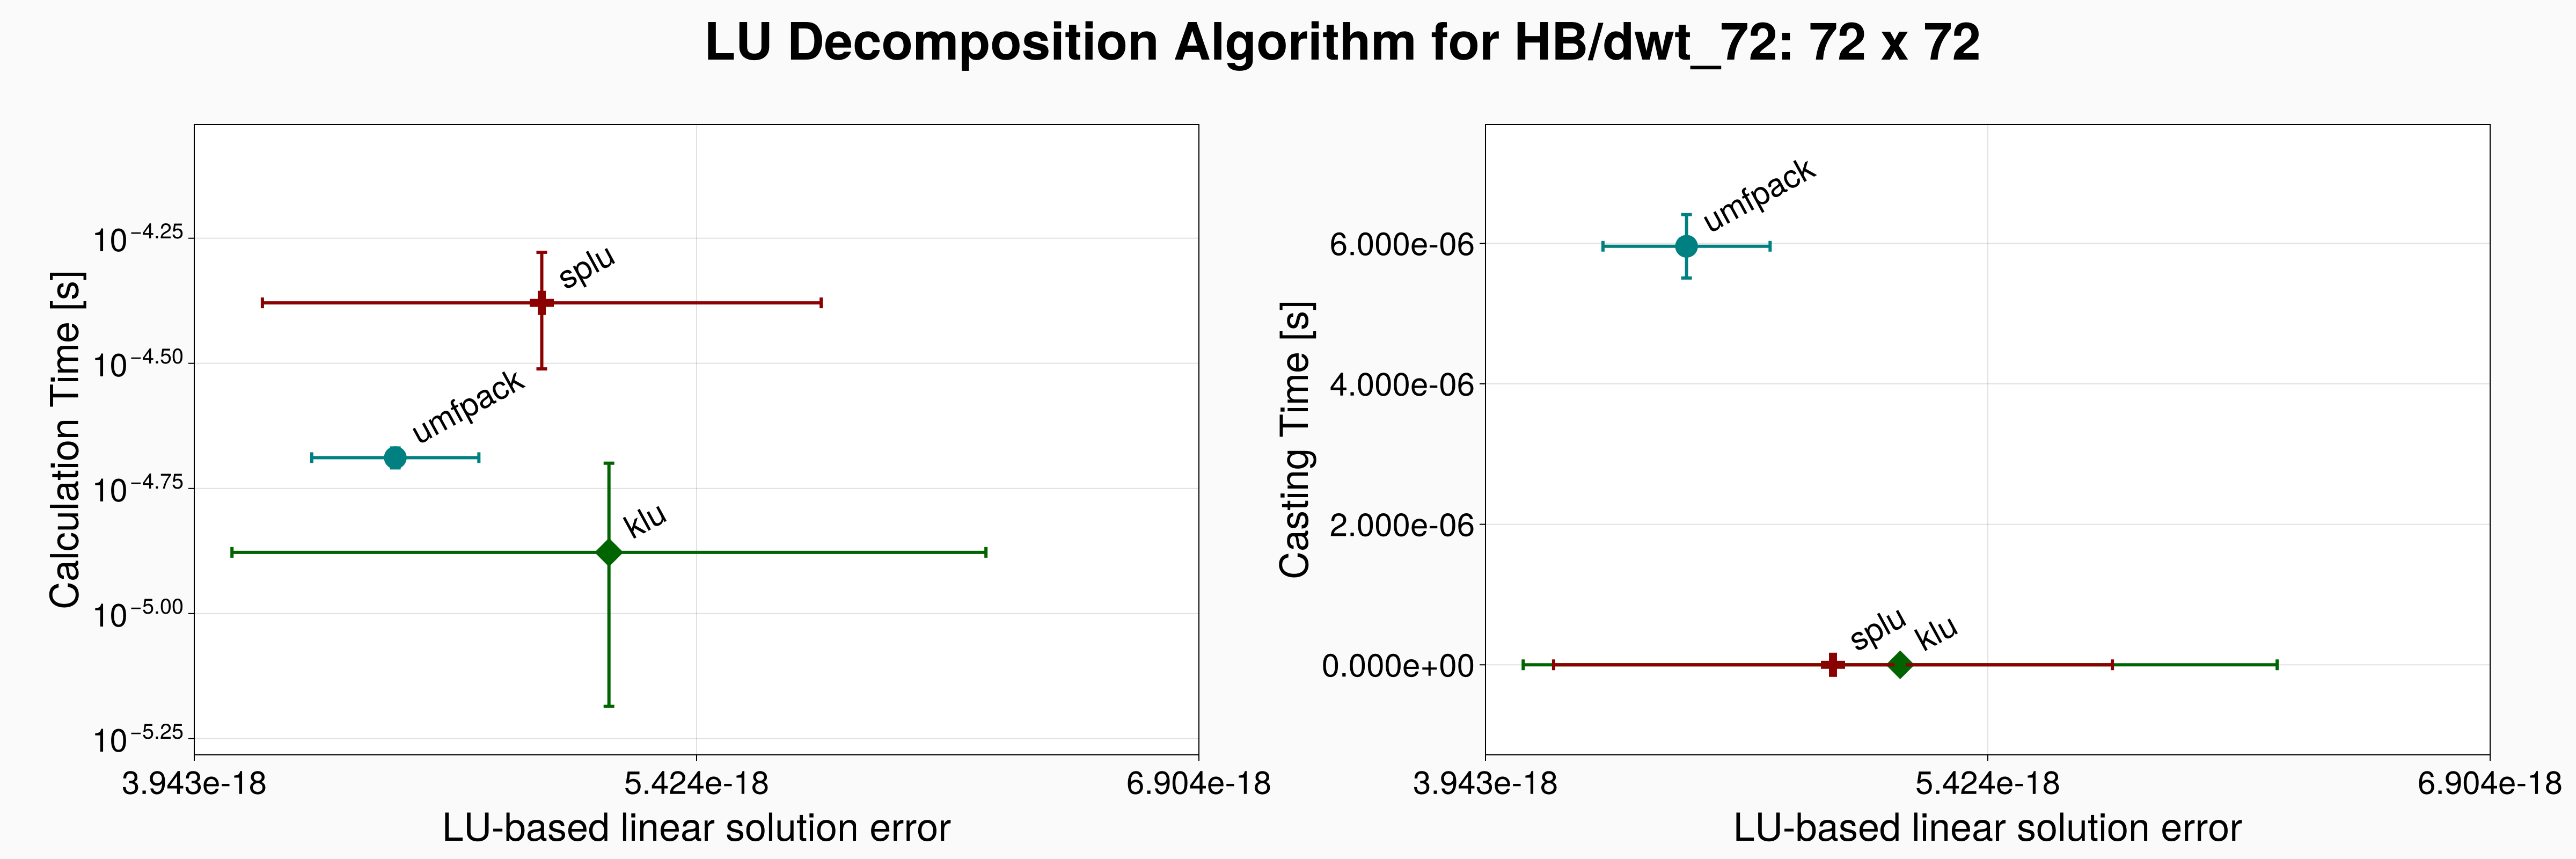 LU Decomposition Algorithm for HB/dwt_72: 72 x 72
Calculation Time [s]
10−4.25
10−4.50
10−4.75
10−5.00
10−5.25
splu
umfpack
klu
3.943e-18 5.424e-18 6.904e-18
LU-based linear solution error
Casting Time [s]
6.000e-06
4.000e-06
2.000e-06
0.000e+00
umfpack
splu
klu
3.943e-18 5.424e-18 6.904e-18
LU-based linear solution error